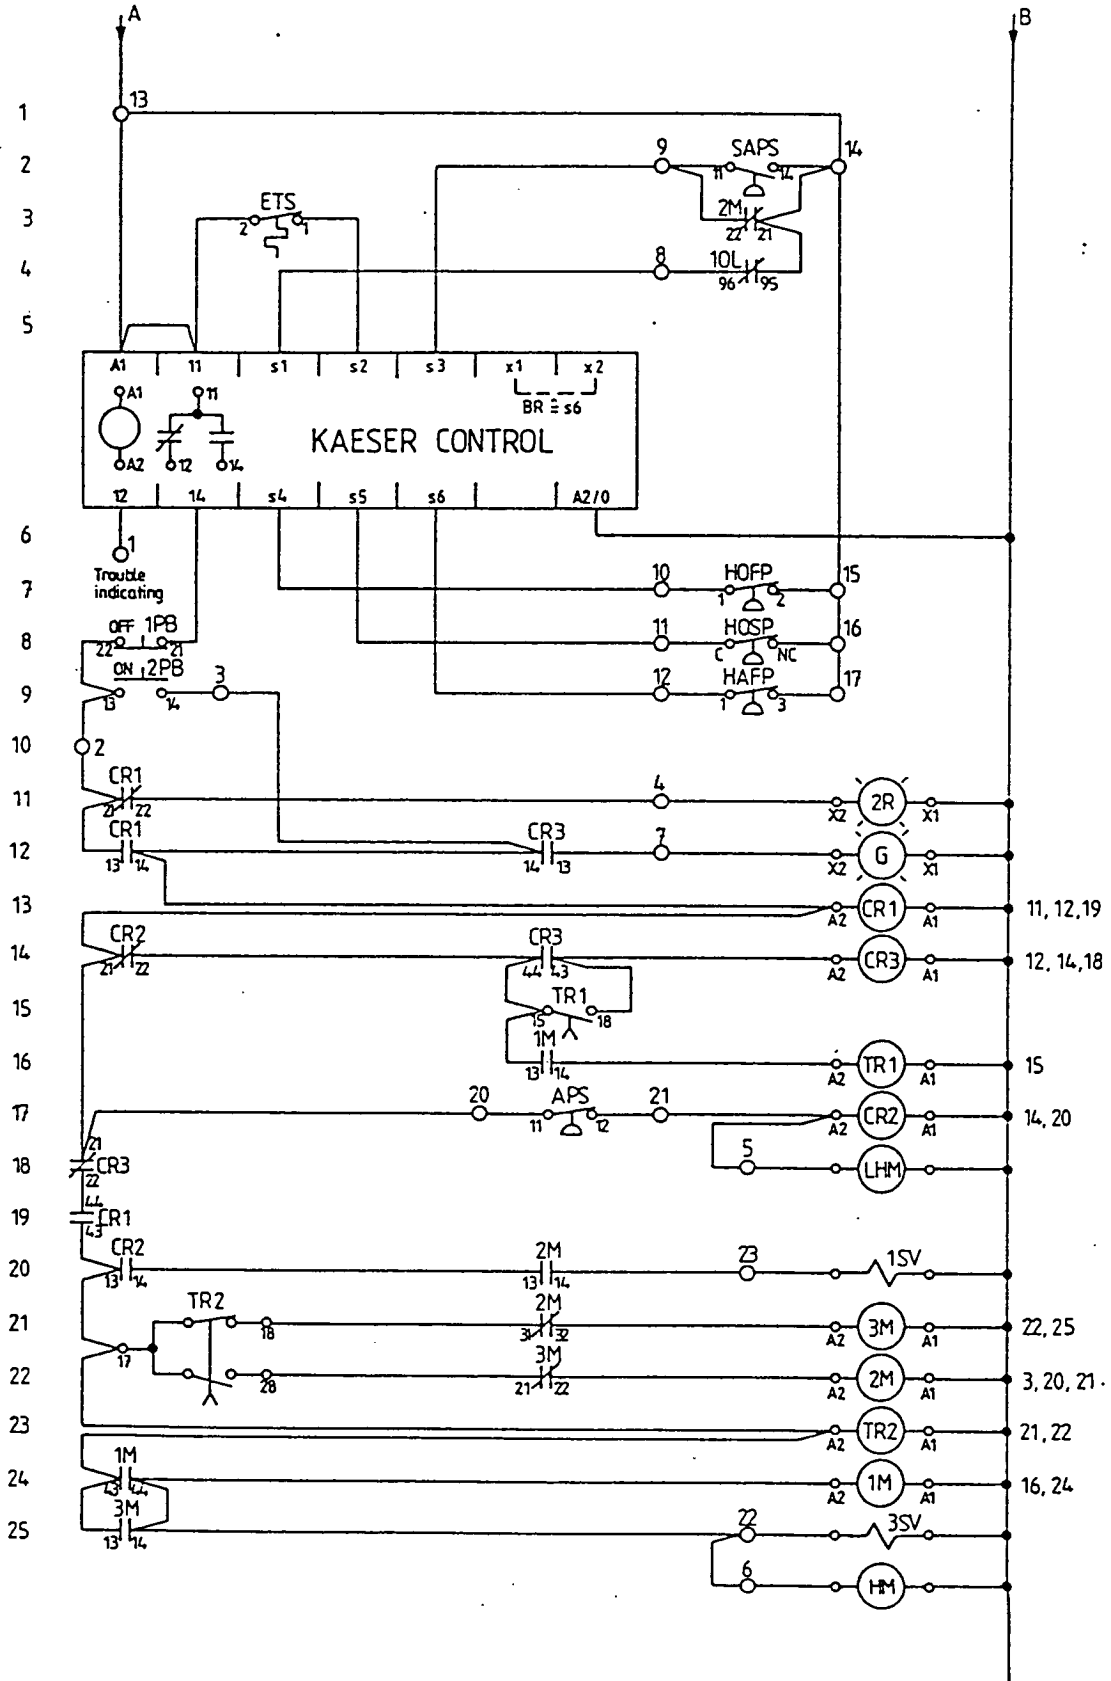 A B
1 13
2 9 SAPS 14
11 14
3 ETS 2M
2 1 22 21
4 8 1OL
96 95
5
A1 11 s1 s2 s3 x1 x2
A1 11 BR ≙ s6
KAESER CONTROL
A2 12 14
12 14 s4 s5 s6 A2/0
6
1
Trouble
indicating
7 10 HOFP 15
1 2
8 OFF 1PB 11 HOSP 16
22 21 C NC
9 ON 2PB 3 12 HAFP 17
13 14 1 3
10 2
11 CR1 4 2R
21 22 X2 X1
12 CR1 CR3 7 G
13 14 14 13 X2 X1
13 CR1 11, 12, 19
A2 A1
14 CR2 CR3 CR3 12, 14, 18
21 22 44 43 A2 A1
15 TR1
15 18
16 1M TR1 15
13 14 A2 A1
17 20 APS 21 CR2 14, 20
11 12 A2 A1
18 21 CR3 5 LHM
22
19 44 CR1
43
20 CR2 2M 23 1SV
13 14 13 14
21 TR2 2M 3M 22, 25
18 31 32 A2 A1
17
22 3M 2M 3, 20, 21.
28 21 22 A2 A1
23 TR2 21, 22
A2 A1
24 1M 1M 16, 24
43 44 A2 A1
25 3M 22 3SV
13 14
6 HM